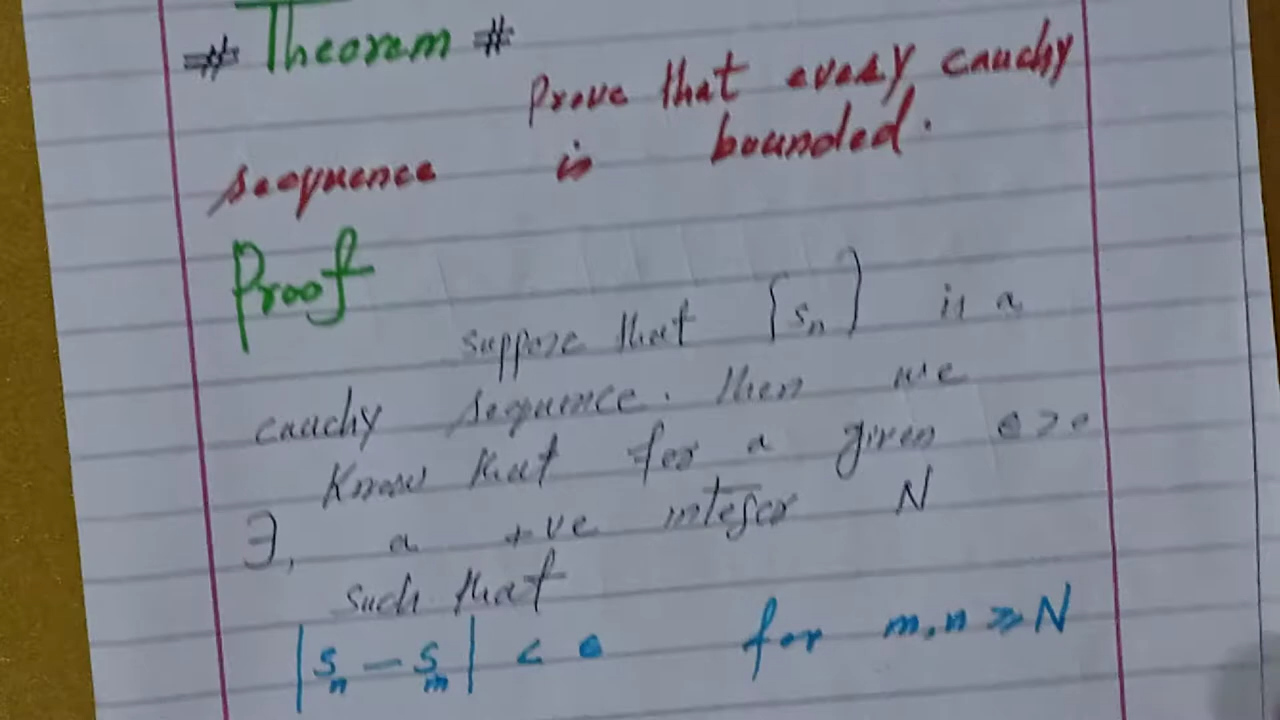 # Theorem #
Prove that every cauchy
sequence is bounded.
Proof
suppose that {sn} is a
cauchy sequence. Then we
know that for a given e>0
∃, a +ve integer N
such that
|sn - sm| < e for m,n ≥ N